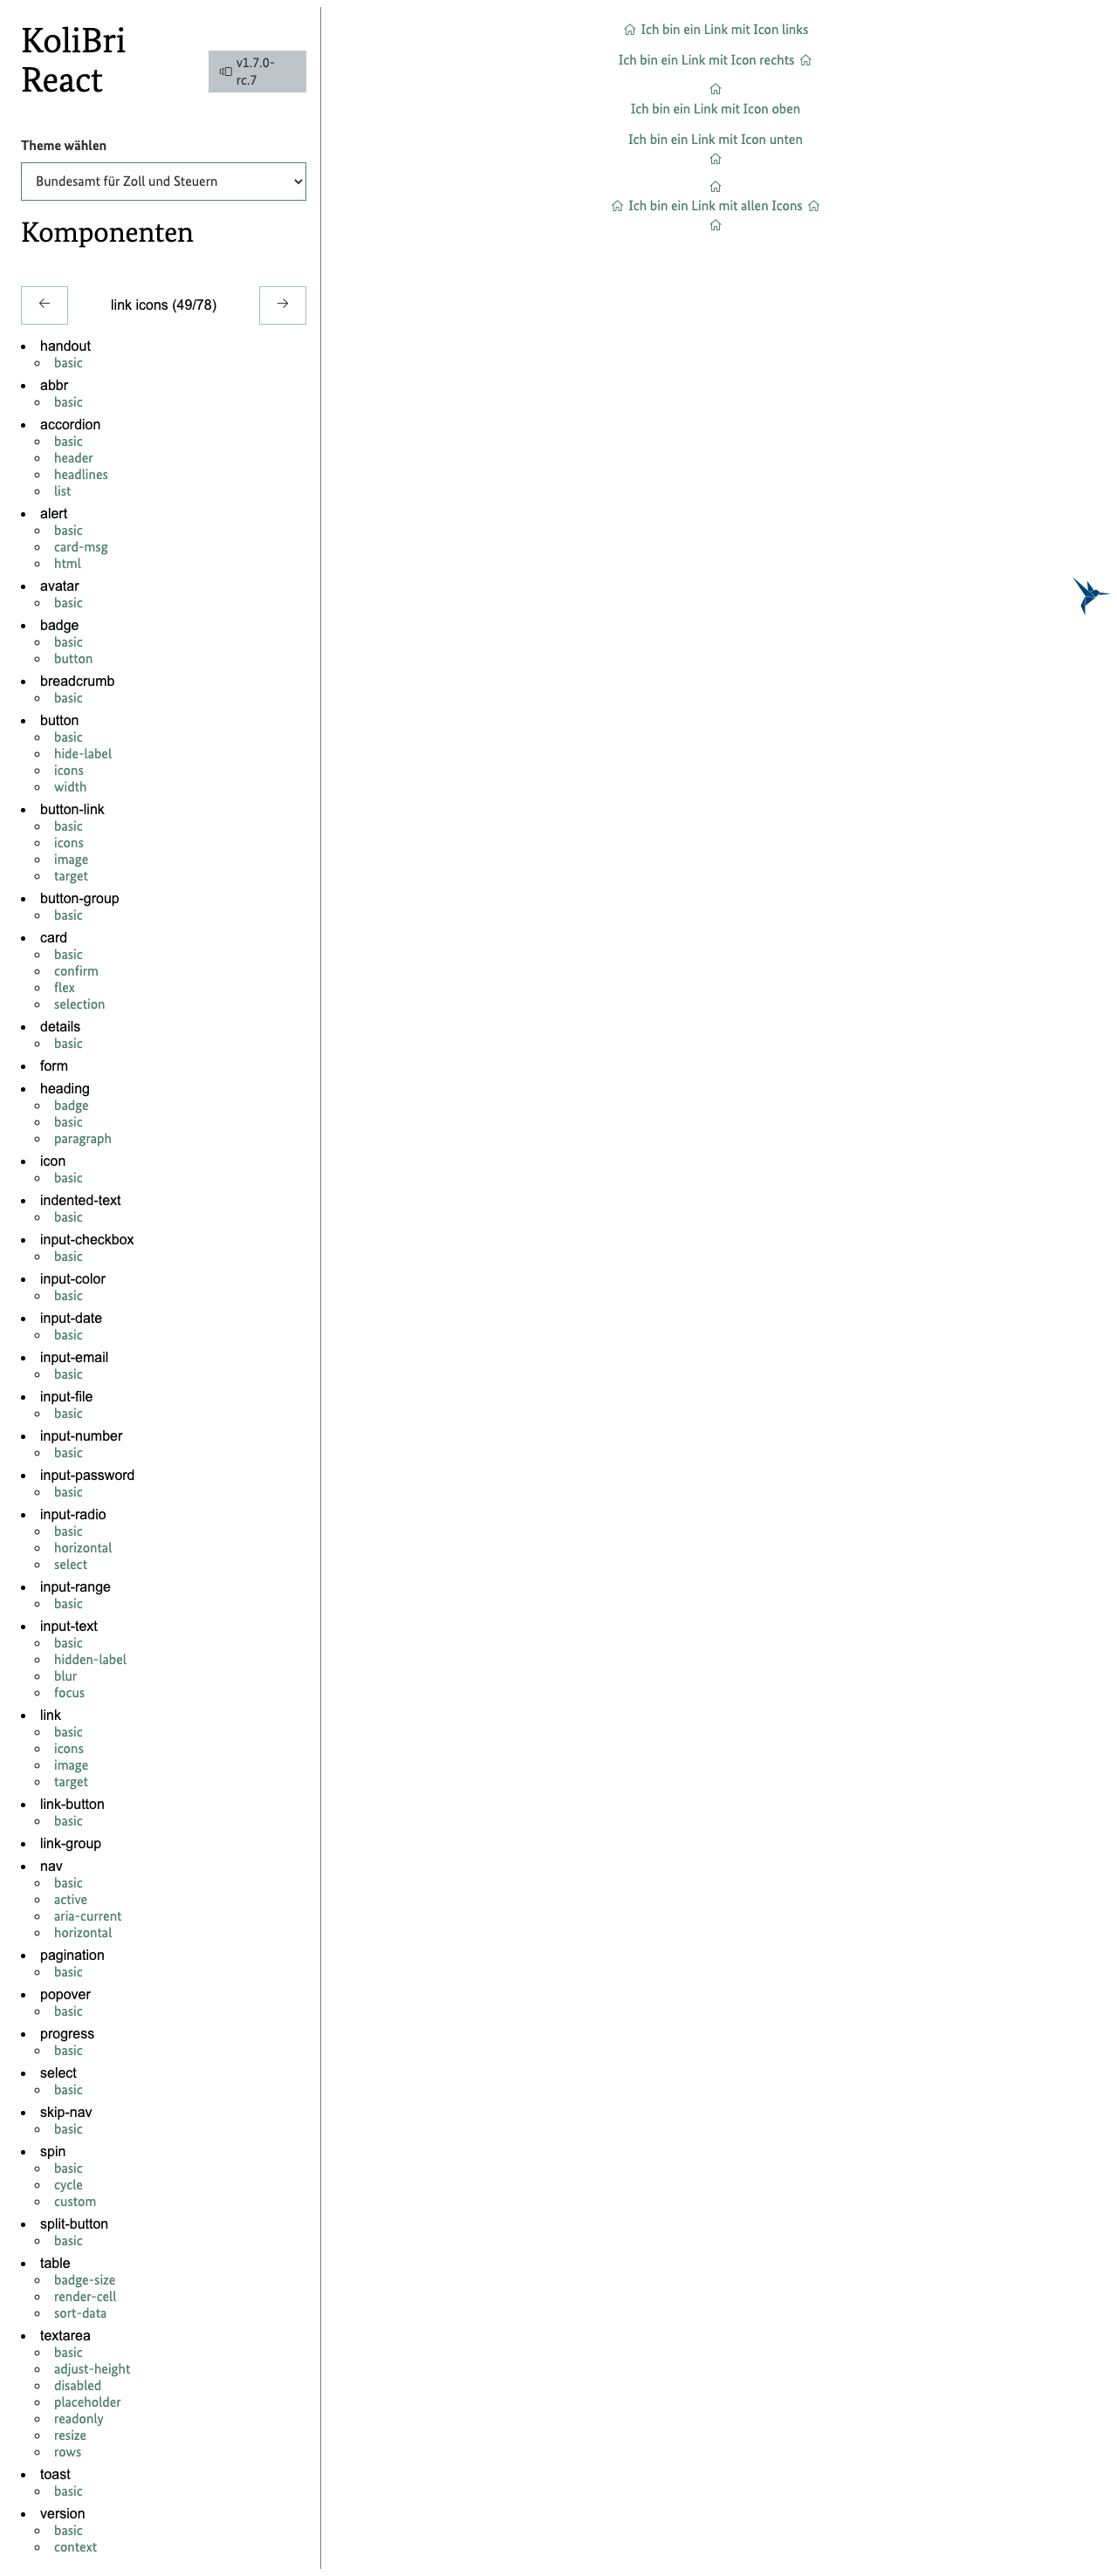 KoliBri
React
v1.7.0-
rc.7
Theme wählen
Bundesamt für Zoll und Steuern
Komponenten
link icons (49/78)
handout
basic
abbr
basic
accordion
basic
header
headlines
list
alert
basic
card-msg
html
avatar
basic
badge
basic
button
breadcrumb
basic
button
basic
hide-label
icons
width
button-link
basic
icons
image
target
button-group
basic
card
basic
confirm
flex
selection
details
basic
form
heading
badge
basic
paragraph
icon
basic
indented-text
basic
input-checkbox
basic
input-color
basic
input-date
basic
input-email
basic
input-file
basic
input-number
basic
input-password
basic
input-radio
basic
horizontal
select
input-range
basic
input-text
basic
hidden-label
blur
focus
link
basic
icons
image
target
link-button
basic
link-group
nav
basic
active
aria-current
horizontal
pagination
basic
popover
basic
progress
basic
select
basic
skip-nav
basic
spin
basic
cycle
custom
split-button
basic
table
badge-size
render-cell
sort-data
textarea
basic
adjust-height
disabled
placeholder
readonly
resize
rows
toast
basic
version
basic
context
Ich bin ein Link mit Icon links
Ich bin ein Link mit Icon rechts
Ich bin ein Link mit Icon oben
Ich bin ein Link mit Icon unten
Ich bin ein Link mit allen Icons